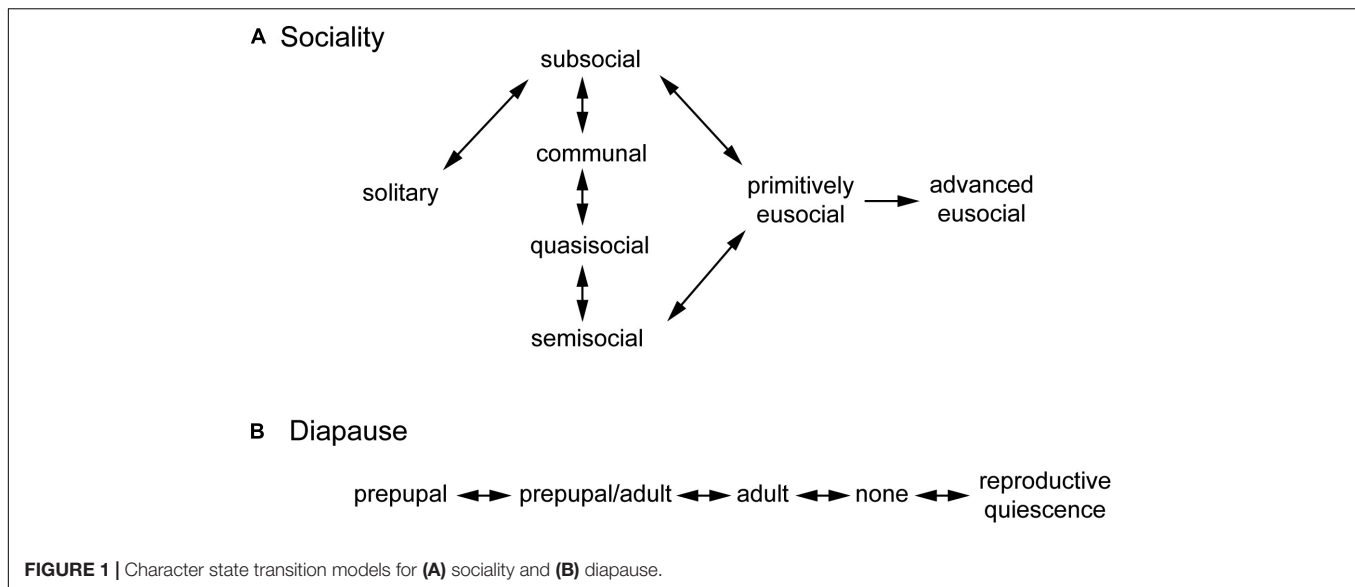 A Sociality
subsocial
communal
solitary
primitively
eusocial
advanced
eusocial
quasisocial
semisocial
B Diapause
prepupal
prepupal/adult
adult
none
reproductive
quiescence
FIGURE 1 | Character state transition models for (A) sociality and (B) diapause.